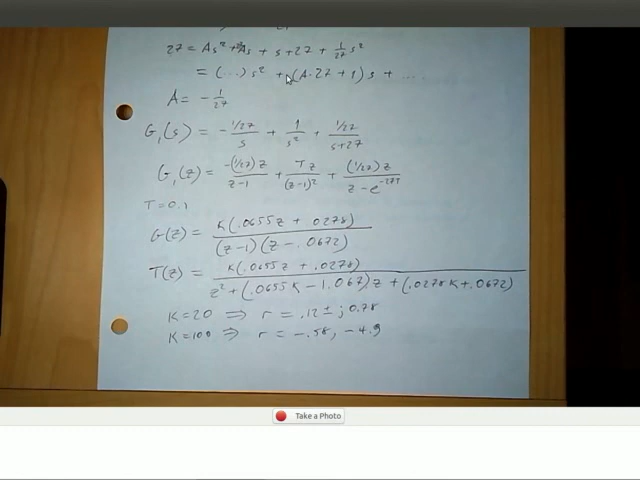 27 = As² + As + s + 27 + 1/27 s²
= (...) s² + (A·27 + 1) s + ...
A = - 1/27
G₁(s) = - (1/27)/s + 1/s² + (1/27)/(s+27)
G₁(z) = -(1/27)z/(z-1) + Tz/(z-1)² + (1/27)z/(z - e^-27T)
T = 0.1
G(z) = K(.0655z + .0278)/((z-1)(z-.0672))
T(z) = K(.0655z + .0278)/(z² + (.0655K - 1.067)z + (.0278K + .0672))
K=20 ⟹ r = .12 ± j0.78
K=100 ⟹ r = -.58, -4.9
Take a Photo